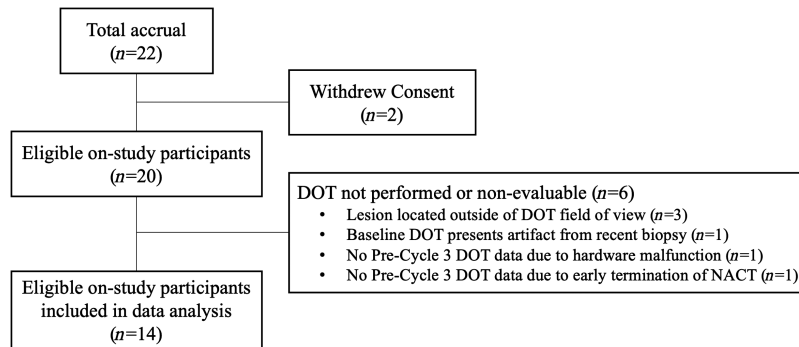 Total accrual
(n=22)
Withdrew Consent
(n=2)
Eligible on-study participants
(n=20)
DOT not performed or non-evaluable (n=6)
• Lesion located outside of DOT field of view (n=3)
• Baseline DOT presents artifact from recent biopsy (n=1)
• No Pre-Cycle 3 DOT data due to hardware malfunction (n=1)
• No Pre-Cycle 3 DOT data due to early termination of NACT (n=1)
Eligible on-study participants
included in data analysis
(n=14)